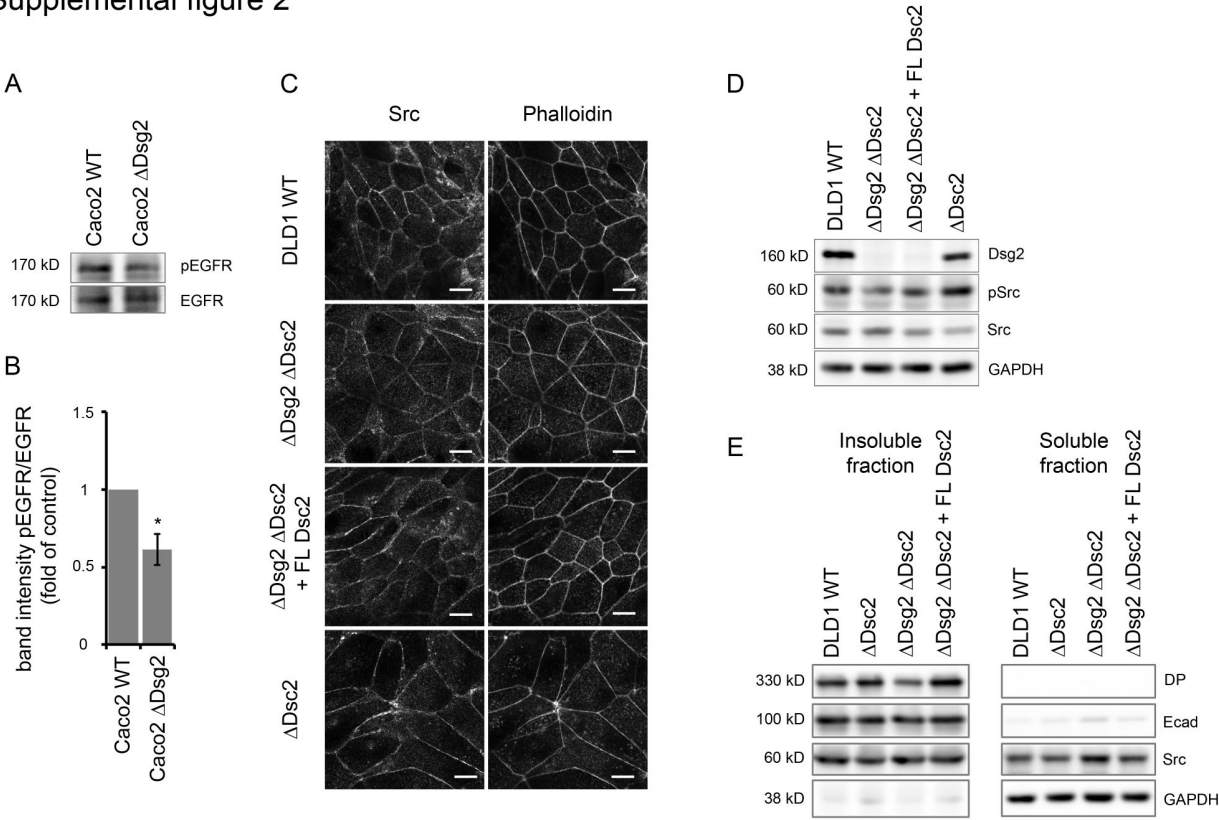 Supplemental figure 2
A
Caco2 WT
Caco2 ΔDsg2
170 kD
pEGFR
170 kD
EGFR
B
band intensity pEGFR/EGFR
(fold of control)
1.5
1
0.5
0
*
Caco2 WT
Caco2 ΔDsg2
C
Src
Phalloidin
DLD1 WT
ΔDsg2 ΔDsc2
ΔDsg2 ΔDsc2
+ FL Dsc2
ΔDsc2
D
DLD1 WT
ΔDsg2 ΔDsc2
ΔDsg2 ΔDsc2 + FL Dsc2
ΔDsc2
160 kD
Dsg2
60 kD
pSrc
60 kD
Src
38 kD
GAPDH
E
Insoluble
fraction
Soluble
fraction
DLD1 WT
ΔDsc2
ΔDsg2 ΔDsc2
ΔDsg2 ΔDsc2 + FL Dsc2
DLD1 WT
ΔDsc2
ΔDsg2 ΔDsc2
ΔDsg2 ΔDsc2 + FL Dsc2
330 kD
DP
100 kD
Ecad
60 kD
Src
38 kD
GAPDH